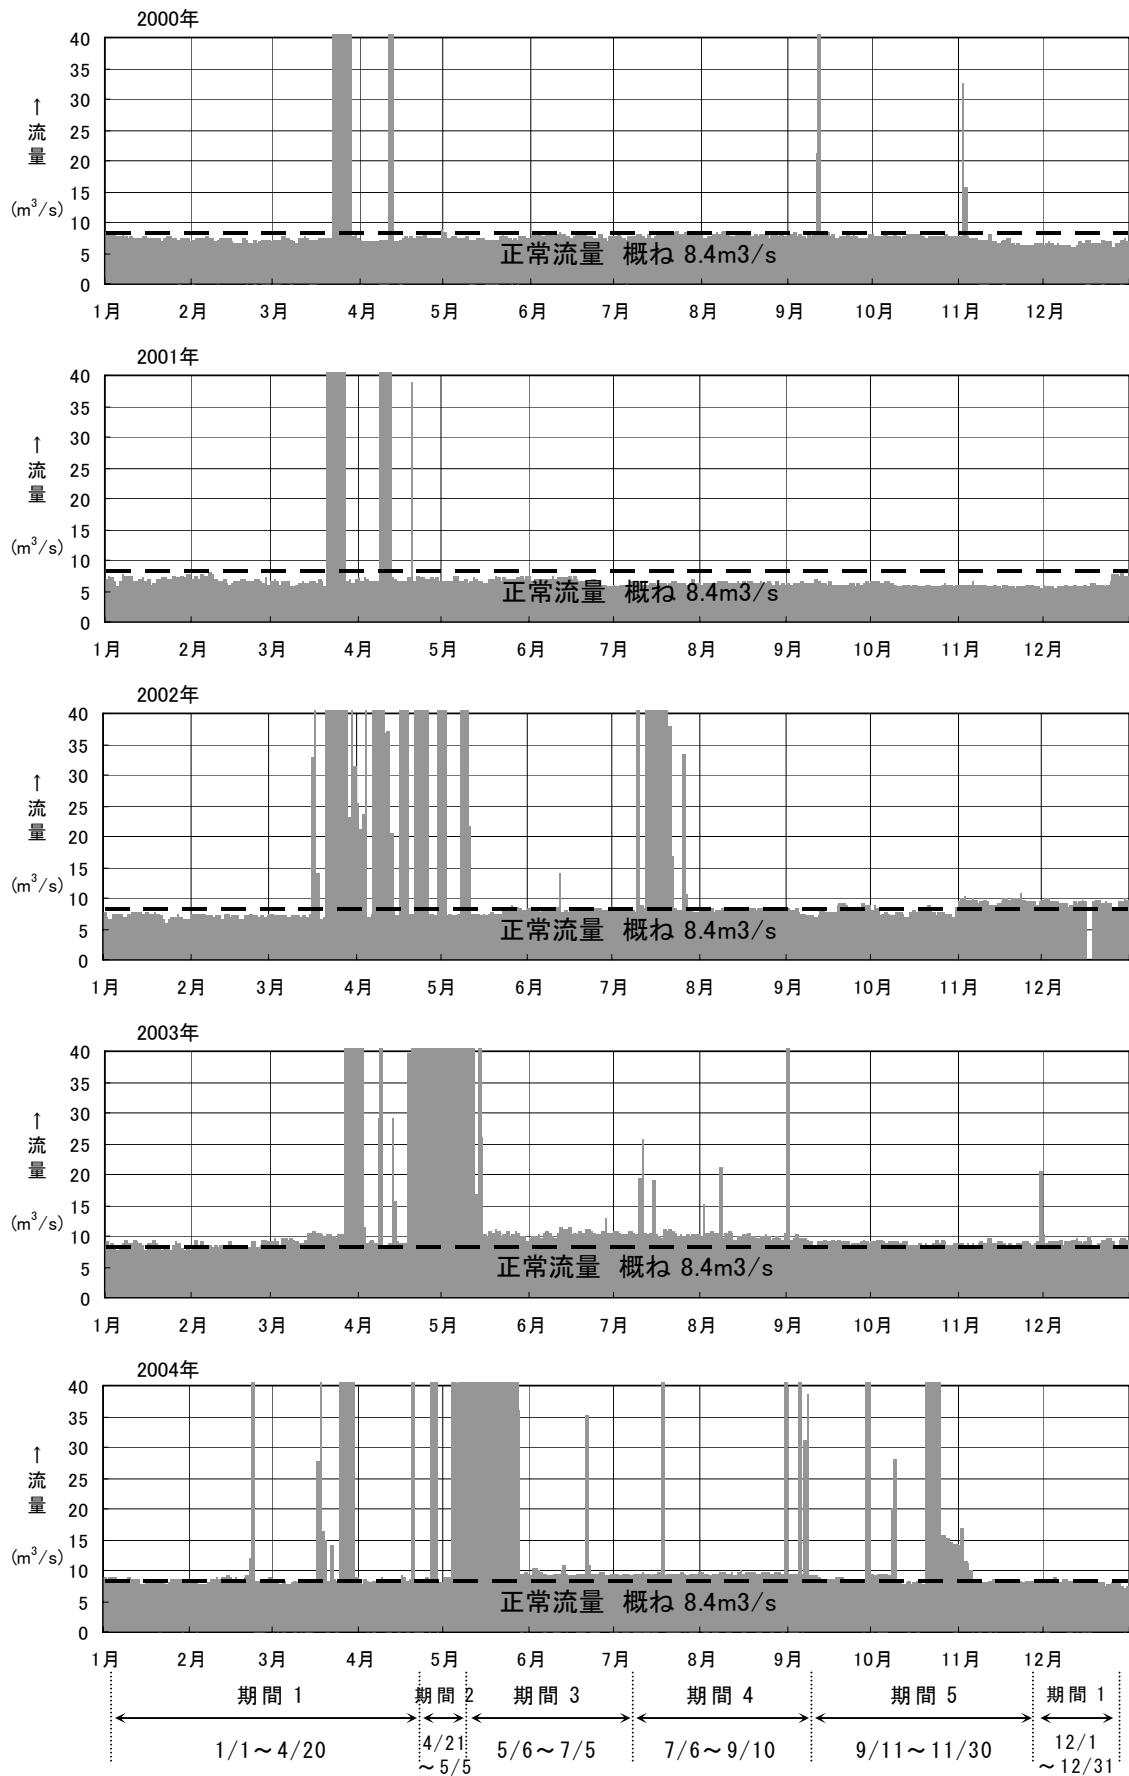 2000年
40
35
30
25
20
15
10
5
0
↑
流
量
(m³/s)
正常流量 概ね 8.4m3/s
1月 2月 3月 4月 5月 6月 7月 8月 9月 10月 11月 12月
2001年
40
35
30
25
20
15
10
5
0
↑
流
量
(m³/s)
正常流量 概ね 8.4m3/s
1月 2月 3月 4月 5月 6月 7月 8月 9月 10月 11月 12月
2002年
40
35
30
25
20
15
10
5
0
↑
流
量
(m³/s)
正常流量 概ね 8.4m3/s
1月 2月 3月 4月 5月 6月 7月 8月 9月 10月 11月 12月
2003年
40
35
30
25
20
15
10
5
0
↑
流
量
(m³/s)
正常流量 概ね 8.4m3/s
1月 2月 3月 4月 5月 6月 7月 8月 9月 10月 11月 12月
2004年
40
35
30
25
20
15
10
5
0
↑
流
量
(m³/s)
正常流量 概ね 8.4m3/s
1月 2月 3月 4月 5月 6月 7月 8月 9月 10月 11月 12月
期間 1 期間 2 期間 3 期間 4 期間 5 期間 1
1/1～4/20
4/21
～5/5
5/6～7/5
7/6～9/10
9/11～11/30
12/1
～12/31